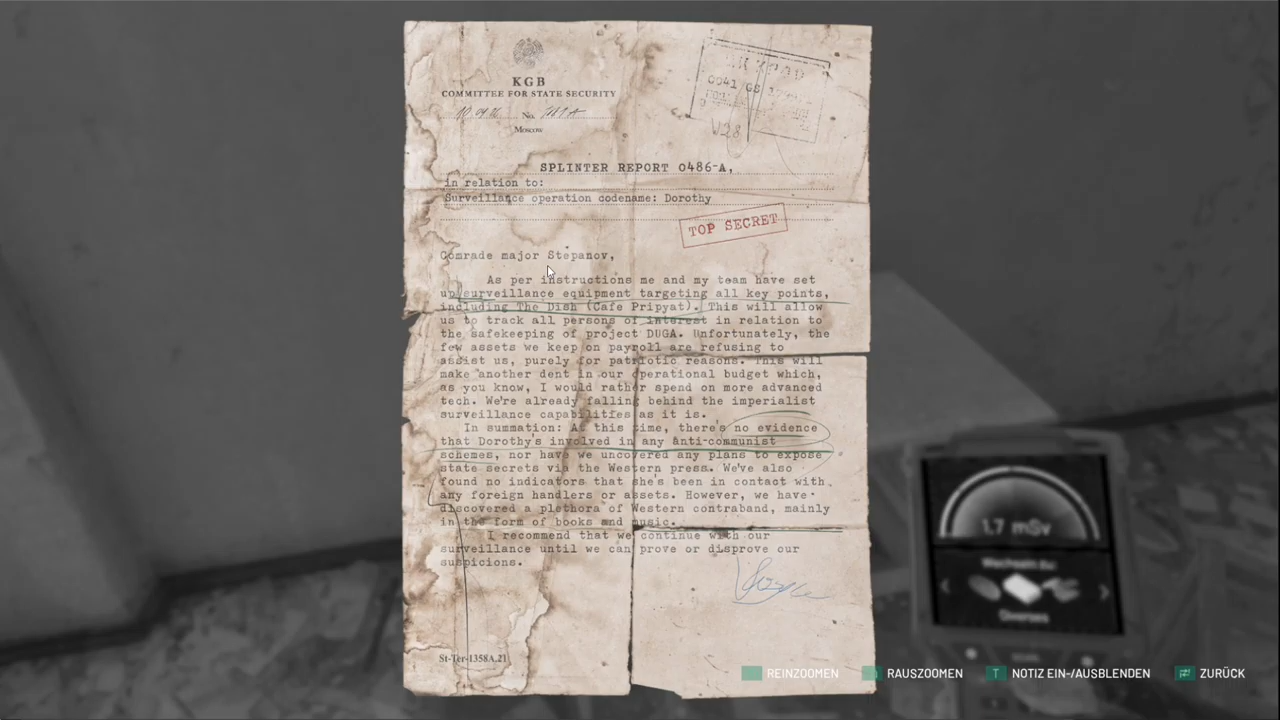 KGB
COMMITTEE FOR STATE SECURITY
No.
Moscow
0041
W28
SPLINTER REPORT 0486-A,
in relation to:
Surveillance operation codename: Dorothy
TOP SECRET
Comrade major Stepanov,
As per instructions me and my team have set
up surveillance equipment targeting all key points,
including The Dish (Cafe Pripyat). This will allow
us to track all persons of interest in relation to
the safekeeping of project DUGA. Unfortunately, the
few assets we keep on payroll are refusing to
assist us, purely for patriotic reasons. This will
make another dent in our operational budget which,
as you know, I would rather spend on more advanced
tech. We're already falling behind the imperialist
surveillance capabilities as it is.
In summation: At this time, there's no evidence
that Dorothy's involved in any anti-communist
schemes, nor have we uncovered any plans to expose
state secrets via the Western press. We've also
found no indicators that she's been in contact with
any foreign handlers or assets. However, we have
discovered a plethora of Western contraband, mainly
in the form of books and music.
I recommend that we continue with our
surveillance until we can prove or disprove our
suspicions.
St-Ter-1358A.21
1.7 mSv
Diverses
REINZOOMEN
RAUSZOOMEN
T NOTIZ EIN-/AUSBLENDEN
ZURÜCK